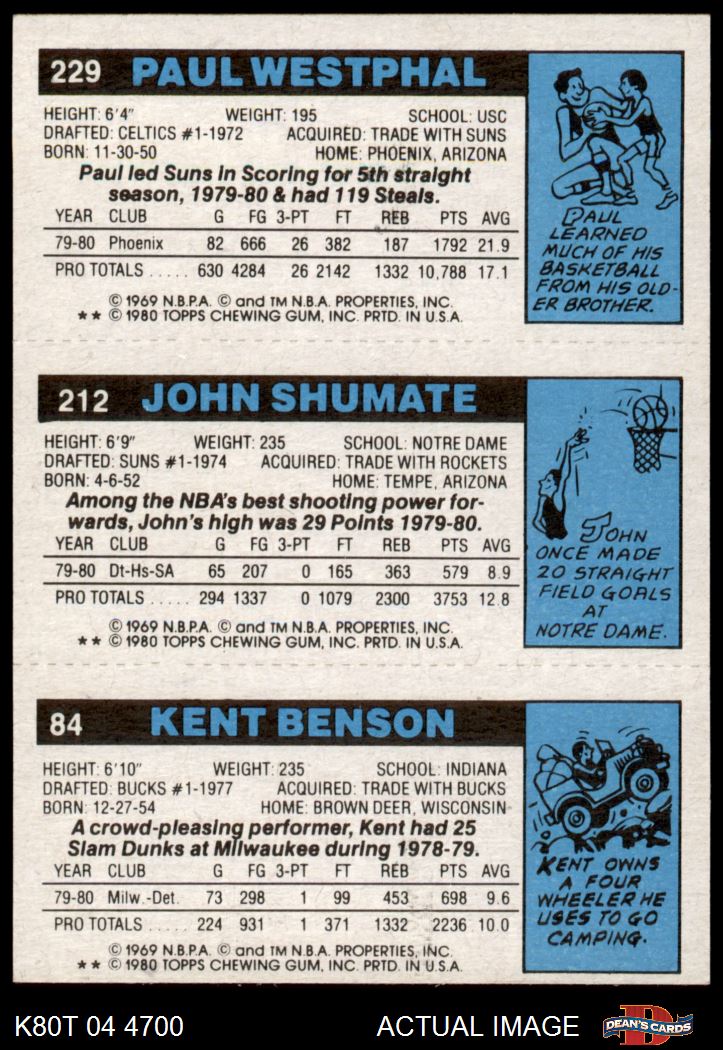 229 PAUL WESTPHAL
HEIGHT: 6'4" WEIGHT: 195 SCHOOL: USC
DRAFTED: CELTICS #1-1972 ACQUIRED: TRADE WITH SUNS
BORN: 11-30-50 HOME: PHOENIX, ARIZONA
Paul led Suns in Scoring for 5th straight
season, 1979-80 & had 119 Steals.
YEAR CLUB G FG 3-PT FT REB PTS AVG
79-80 Phoenix 82 666 26 382 187 1792 21.9
PRO TOTALS ..... 630 4284 26 2142 1332 10,788 17.1
© 1969 N.B.P.A. © and TM N.B.A. PROPERTIES, INC.
** © 1980 TOPPS CHEWING GUM, INC. PRTD. IN U.S.A.
PAUL
LEARNED
MUCH OF HIS
BASKETBALL
FROM HIS OLD-
ER BROTHER.
212 JOHN SHUMATE
HEIGHT: 6'9" WEIGHT: 235 SCHOOL: NOTRE DAME
DRAFTED: SUNS #1-1974 ACQUIRED: TRADE WITH ROCKETS
BORN: 4-6-52 HOME: TEMPE, ARIZONA
Among the NBA's best shooting power for-
wards, John's high was 29 Points 1979-80.
YEAR CLUB G FG 3-PT FT REB PTS AVG
79-80 Dt-Hs-SA 65 207 0 165 363 579 8.9
PRO TOTALS ..... 294 1337 0 1079 2300 3753 12.8
© 1969 N.B.P.A. © and TM N.B.A. PROPERTIES, INC.
** © 1980 TOPPS CHEWING GUM, INC. PRTD. IN U.S.A.
JOHN
ONCE MADE
20 STRAIGHT
FIELD GOALS
AT
NOTRE DAME.
84 KENT BENSON
HEIGHT: 6'10" WEIGHT: 235 SCHOOL: INDIANA
DRAFTED: BUCKS #1-1977 ACQUIRED: TRADE WITH BUCKS
BORN: 12-27-54 HOME: BROWN DEER, WISCONSIN
A crowd-pleasing performer, Kent had 25
Slam Dunks at Milwaukee during 1978-79.
YEAR CLUB G FG 3-PT FT REB PTS AVG
79-80 Milw.-Det. 73 298 1 99 453 698 9.6
PRO TOTALS ..... 224 931 1 371 1332 2236 10.0
© 1969 N.B.P.A. © and TM N.B.A. PROPERTIES, INC.
** © 1980 TOPPS CHEWING GUM, INC. PRTD. IN U.S.A.
KENT OWNS
A FOUR
WHEELER HE
USES TO GO
CAMPING.
K80T 04 4700 ACTUAL IMAGE DEAN'S CARDS